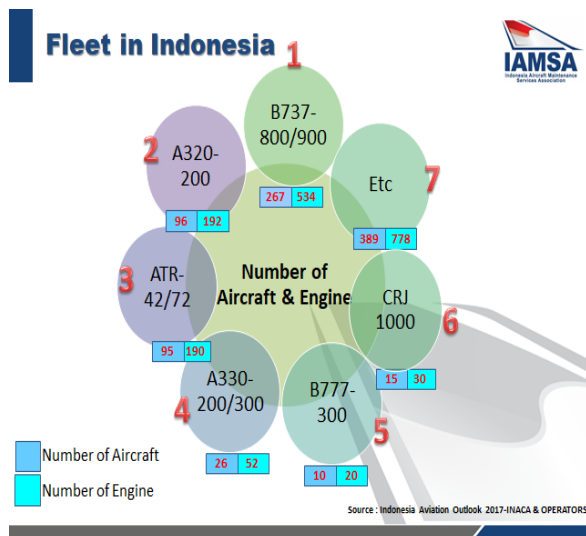 Fleet in Indonesia
IAMSA
Indonesia Aircraft Maintenance
Services Association
1
B737-
800/900
267 534
2
A320-
200
96 192
3
ATR-
42/72
95 190
4
A330-
200/300
26 52
5
B777-
300
10 20
6
CRJ
1000
15 30
7
Etc
389 778
Number of
Aircraft & Engine
Number of Aircraft
Number of Engine
Source : Indonesia Aviation Outlook 2017-INACA & OPERATORS